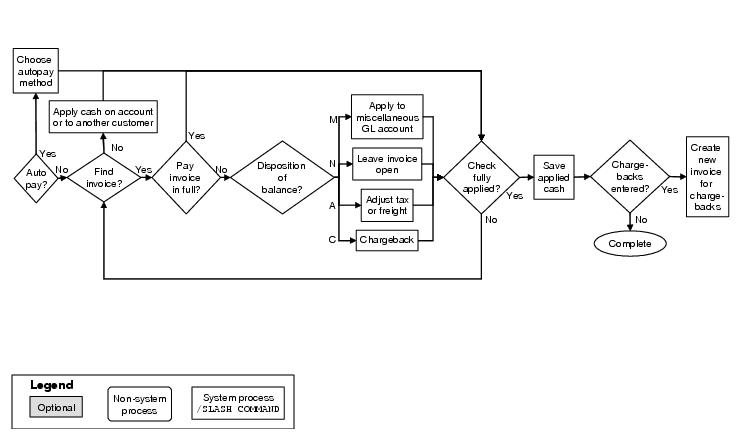 Choose
autopay
method
Apply cash on account
or to another customer
Yes
Auto
pay?
No
Find
invoice?
No
Yes
Pay
invoice
in full?
Yes
No
Disposition
of
balance?
M
Apply to
miscellaneous
GL account
N
Leave invoice
open
A
Adjust tax
or freight
C
Chargeback
Check
fully
applied?
Yes
No
Save
applied
cash
Charge-
backs
entered?
Yes
No
Complete
Create
new
invoice
for
charge-
backs
Legend
Optional
Non-system
process
System process
/SLASH COMMAND